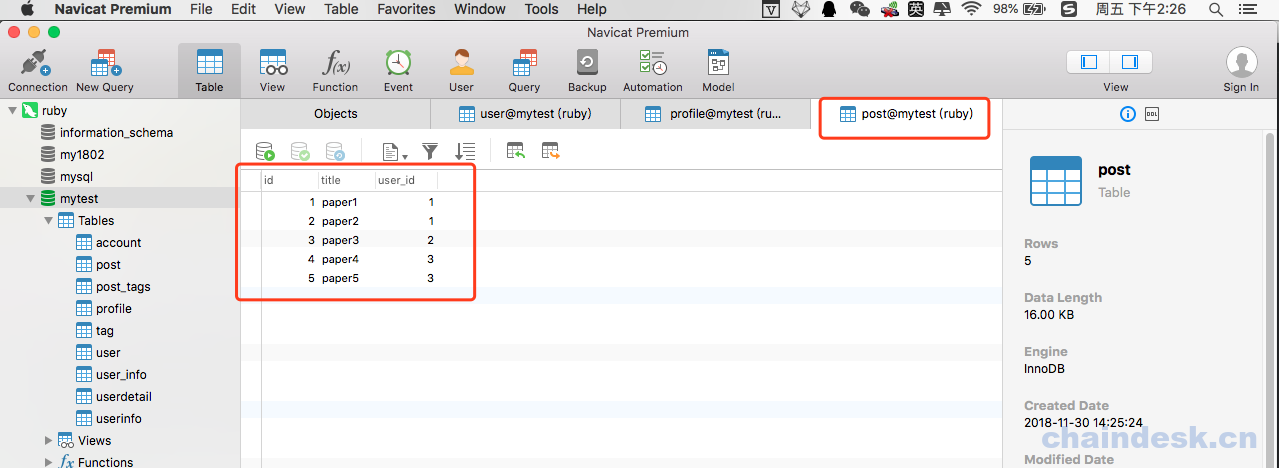 Navicat Premium File Edit View Table Favorites Window Tools Help 英 98% 周五 下午2:26
Navicat Premium
Connection New Query Table View Function Event User Query Backup Automation Model View Sign In
f(x)
ruby
information_schema
my1802
mysql
mytest
Tables
account
post
post_tags
profile
tag
user
user_info
userdetail
userinfo
Views
fx Functions
Objects user@mytest (ruby) profile@mytest (ru... post@mytest (ruby)
id title user_id
1 paper1 1
2 paper2 1
3 paper3 2
4 paper4 3
5 paper5 3
DDL
post
Table
Rows
5
Data Length
16.00 KB
Engine
InnoDB
Created Date
2018-11-30 14:25:24
Modified Date
chaindesk.cn